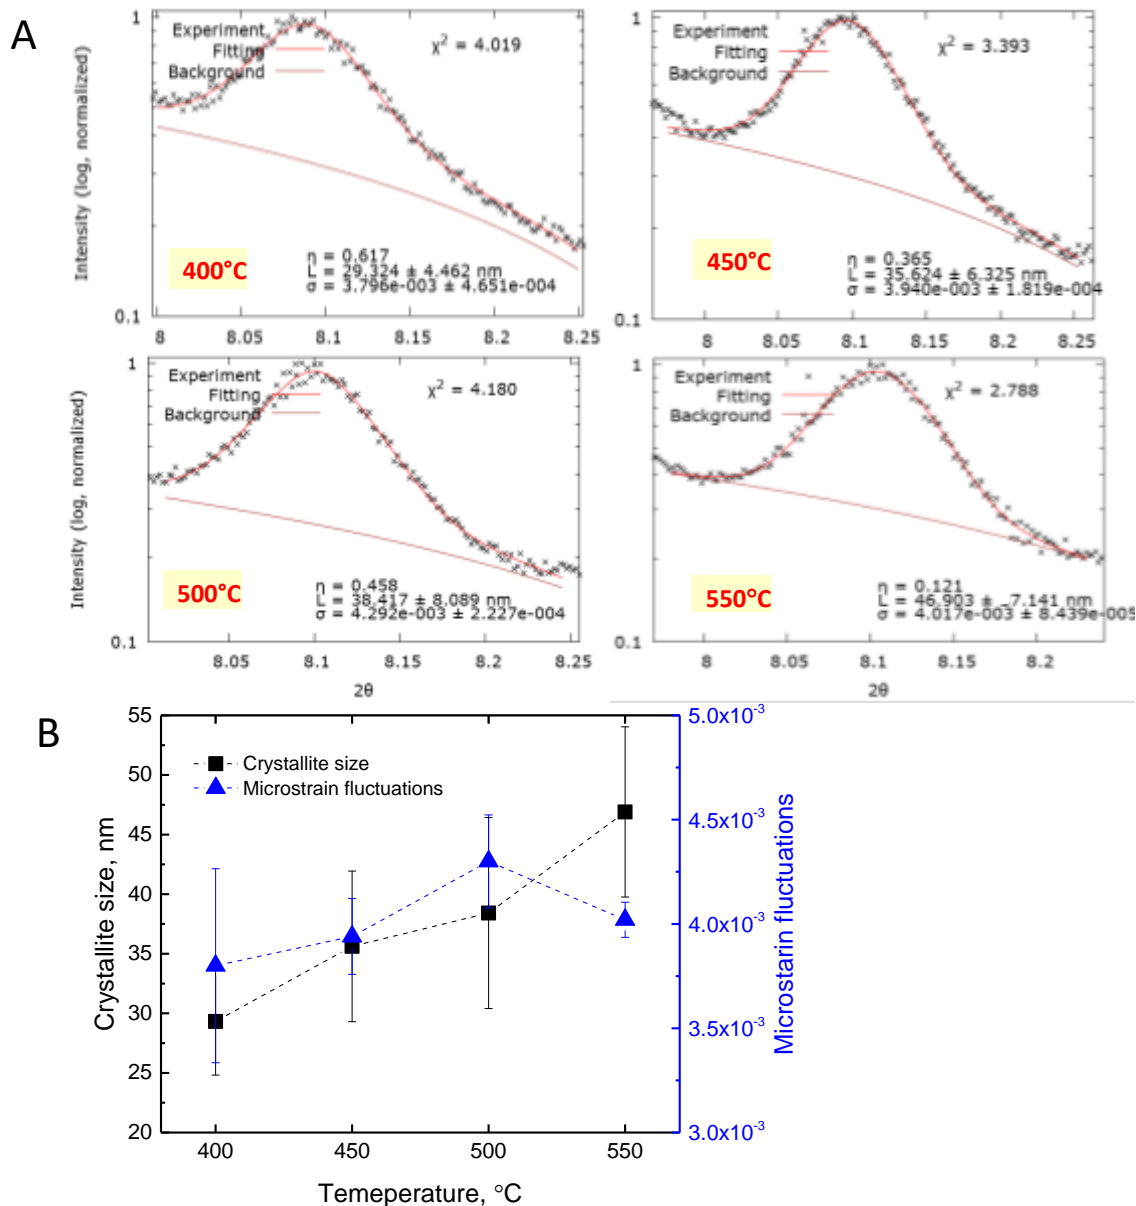 A
Experiment
Fitting
Background
χ² = 4.019
Intensity (log, normalized)
1
0.1
400°C
η = 0.617
L = 29.324 ± 4.462 nm
σ = 3.796e-003 ± 4.651e-004
8 8.05 8.1 8.15 8.2 8.25
Experiment
Fitting
Background
χ² = 3.393
1
0.1
450°C
η = 0.365
L = 35.624 ± 6.325 nm
σ = 3.940e-003 ± 1.819e-004
8 8.05 8.1 8.15 8.2 8.25
Experiment
Fitting
Background
χ² = 4.180
Intensity (log, normalized)
1
0.1
500°C
η = 0.458
L = 38.417 ± 8.089 nm
σ = 4.292e-003 ± 2.227e-004
8.05 8.1 8.15 8.2 8.25
2θ
Experiment
Fitting
Background
χ² = 2.788
1
0.1
550°C
η = 0.121
L = 46.903 ± 7.141 nm
σ = 4.017e-003 ± 8.439e-005
8 8.05 8.1 8.15 8.2
2θ
B
Crystallite size
Microstrain fluctuations
Crystallite size, nm
55
50
45
40
35
30
25
20
5.0x10⁻³
4.5x10⁻³
4.0x10⁻³
3.5x10⁻³
3.0x10⁻³
Microstarin fluctuations
400 450 500 550
Temeperature, °C